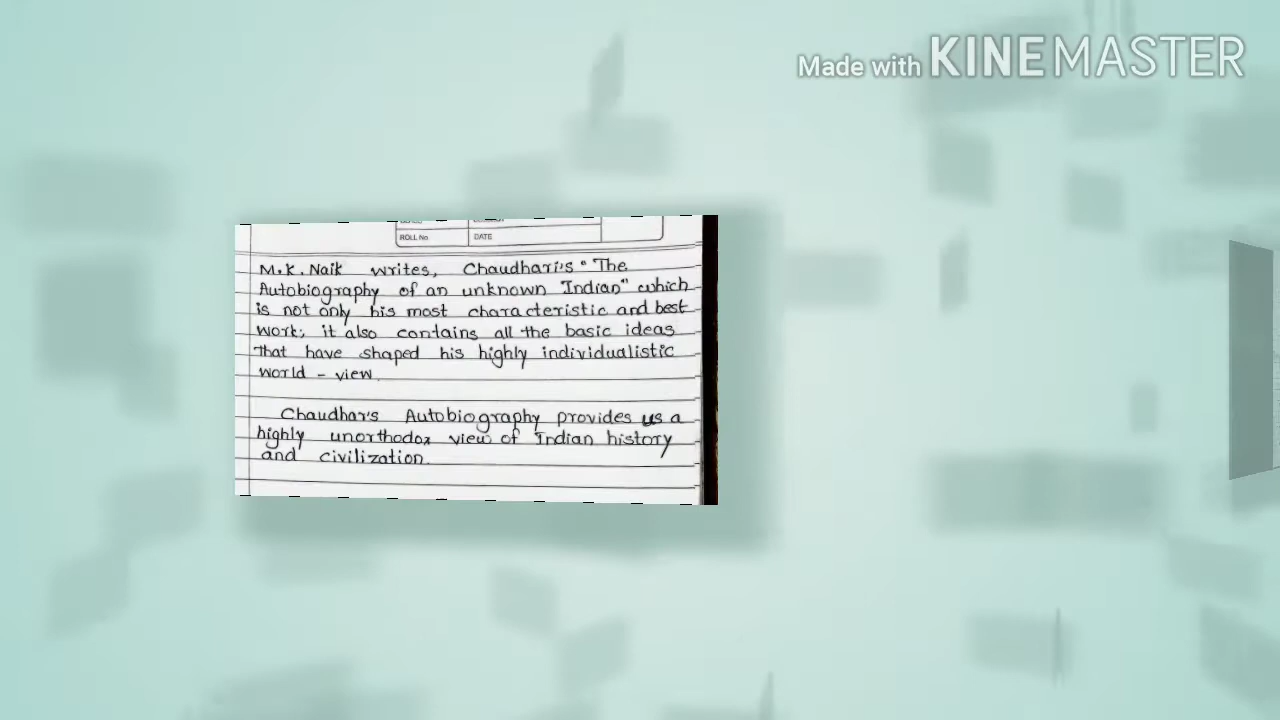 Made with KINEMASTER
ROLL No. DATE
M.K. Naik writes, Chaudhari's "The
Autobiography of an unknown Indian" which
is not only his most characteristic and best
work; it also contains all the basic ideas
that have shaped his highly individualistic
world - view.
Chaudhar's Autobiography provides us a
highly unorthodox view of Indian history
and civilization.